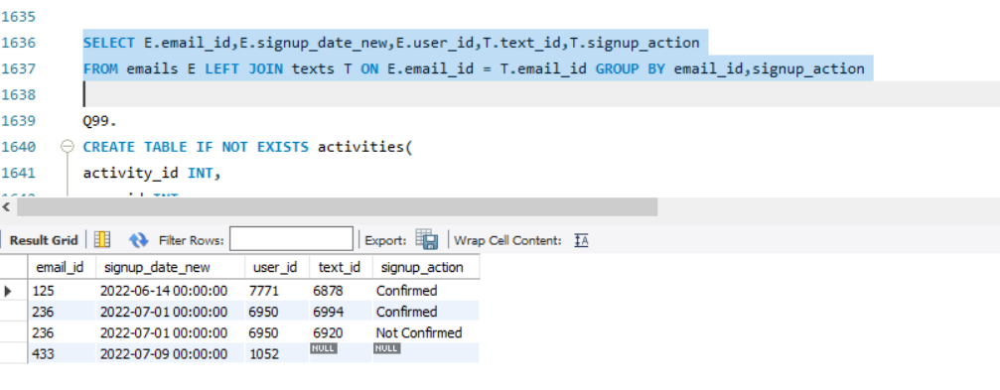 1635
1636 SELECT E.email_id,E.signup_date_new,E.user_id,T.text_id,T.signup_action
1637 FROM emails E LEFT JOIN texts T ON E.email_id = T.email_id GROUP BY email_id,signup_action
1638
1639 Q99.
1640 CREATE TABLE IF NOT EXISTS activities(
1641 activity_id INT,
Result Grid Filter Rows: Export: Wrap Cell Content: IA
email_id signup_date_new user_id text_id signup_action
125 2022-06-14 00:00:00 7771 6878 Confirmed
236 2022-07-01 00:00:00 6950 6994 Confirmed
236 2022-07-01 00:00:00 6950 6920 Not Confirmed
433 2022-07-09 00:00:00 1052 NULL NULL